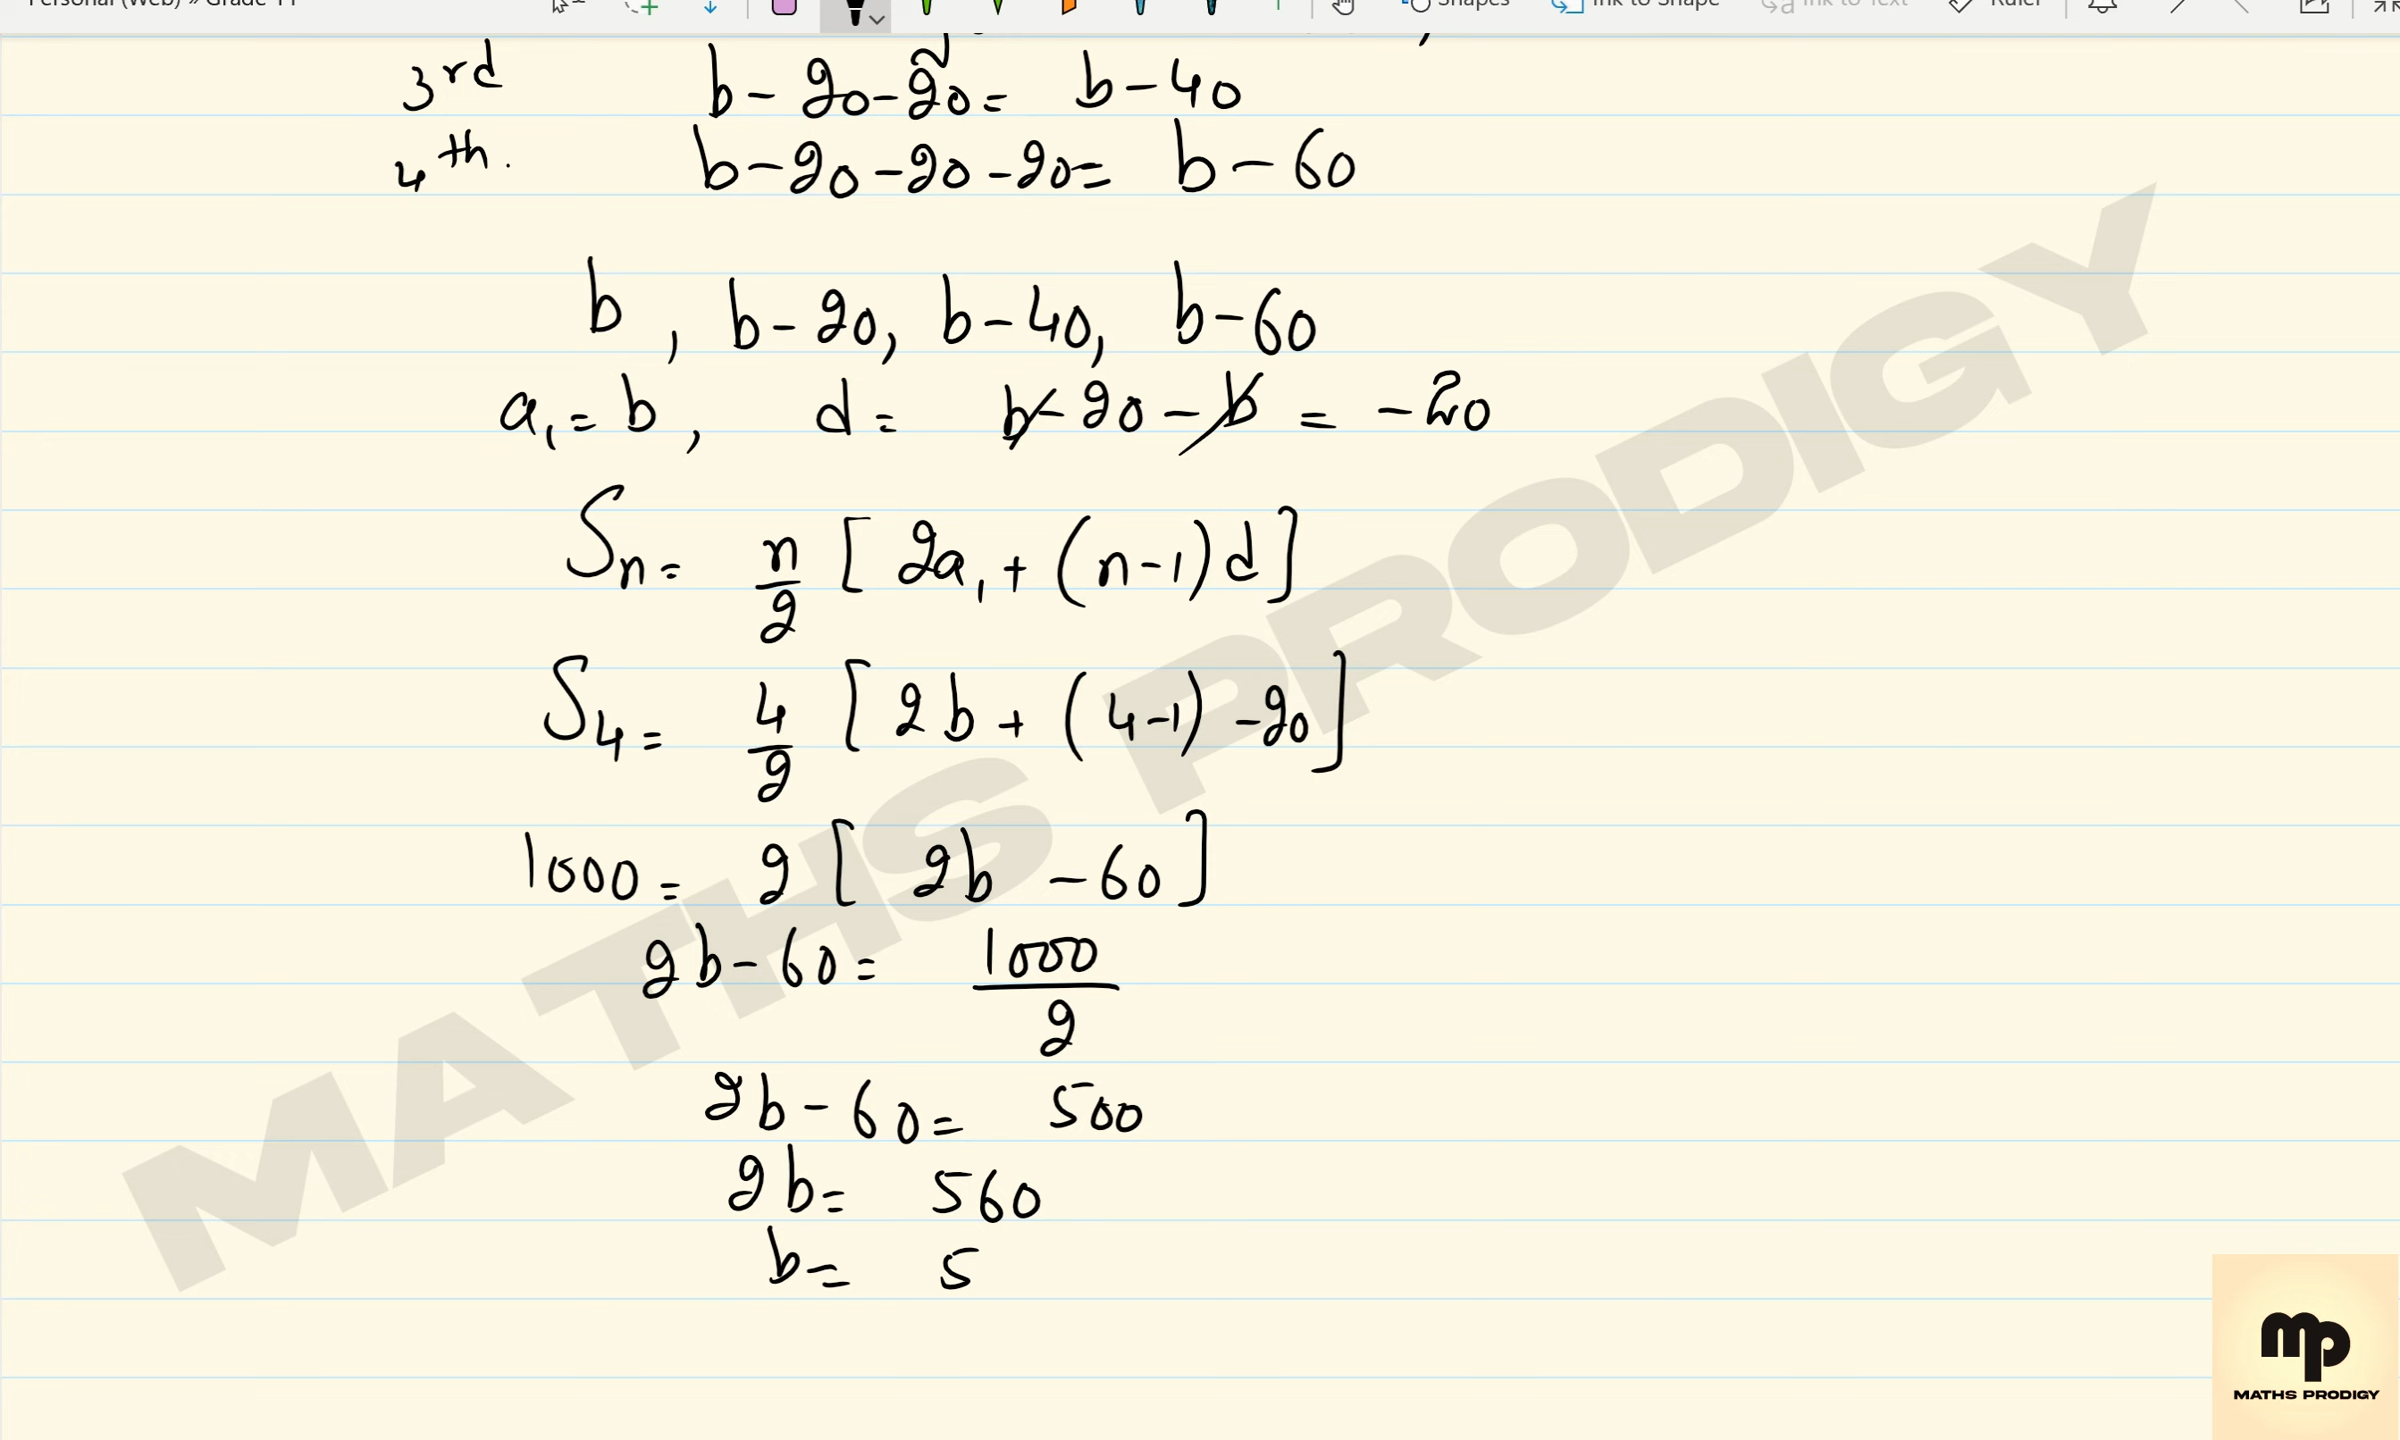 Shapes Ink to Shape Ink to Text Ruler
3rd b - 20 - 20 = b - 40
4th. b - 20 - 20 - 20 = b - 60
b, b - 20, b - 40, b - 60
a₁ = b, d = b - 20 - b = - 20
Sn = n/2 [ 2a₁ + (n-1) d ]
S4 = 4/2 [ 2b + (4-1) -20 ]
1000 = 2 [ 2b - 60 ]
2b - 60 = 1000/2
2b - 60 = 500
2b = 560
b = 5
MATHS PRODIGY
mp
MATHS PRODIGY